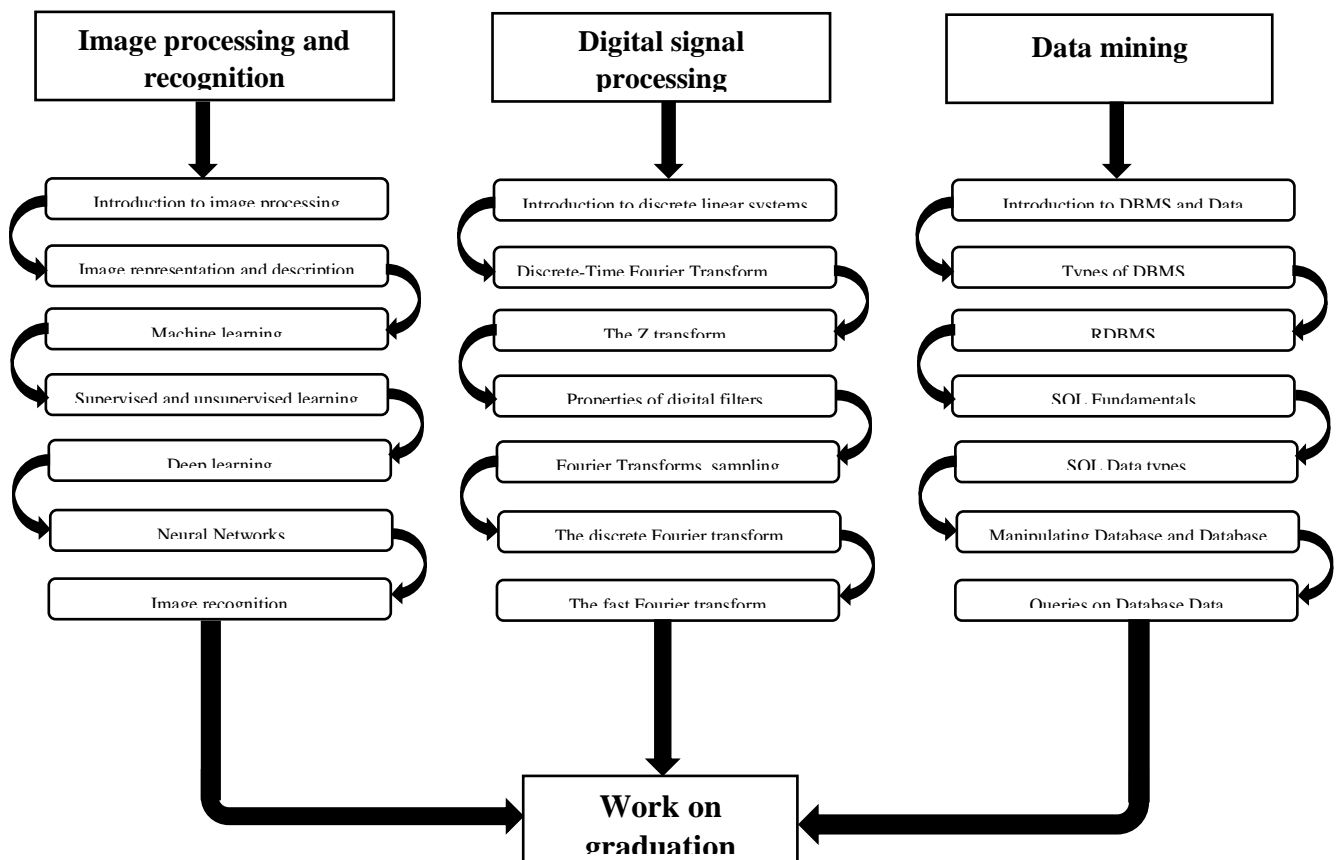 Image processing and
recognition
Introduction to image processing
Image representation and description
Machine learning
Supervised and unsupervised learning
Deep learning
Neural Networks
Image recognition
Digital signal
processing
Introduction to discrete linear systems
Discrete-Time Fourier Transform
The Z transform
Properties of digital filters
Fourier Transforms, sampling
The discrete Fourier transform
The fast Fourier transform
Data mining
Introduction to DBMS and Data
Types of DBMS
RDBMS
SQL Fundamentals
SQL Data types
Manipulating Database and Database
Queries on Database Data
Work on
graduation